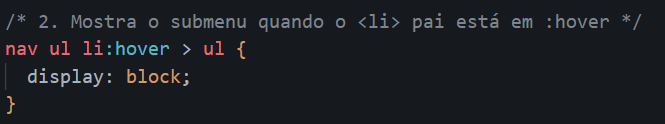 /* 2. Mostra o submenu quando o <li> pai está em :hover */
nav ul li:hover > ul {
  display: block;
}